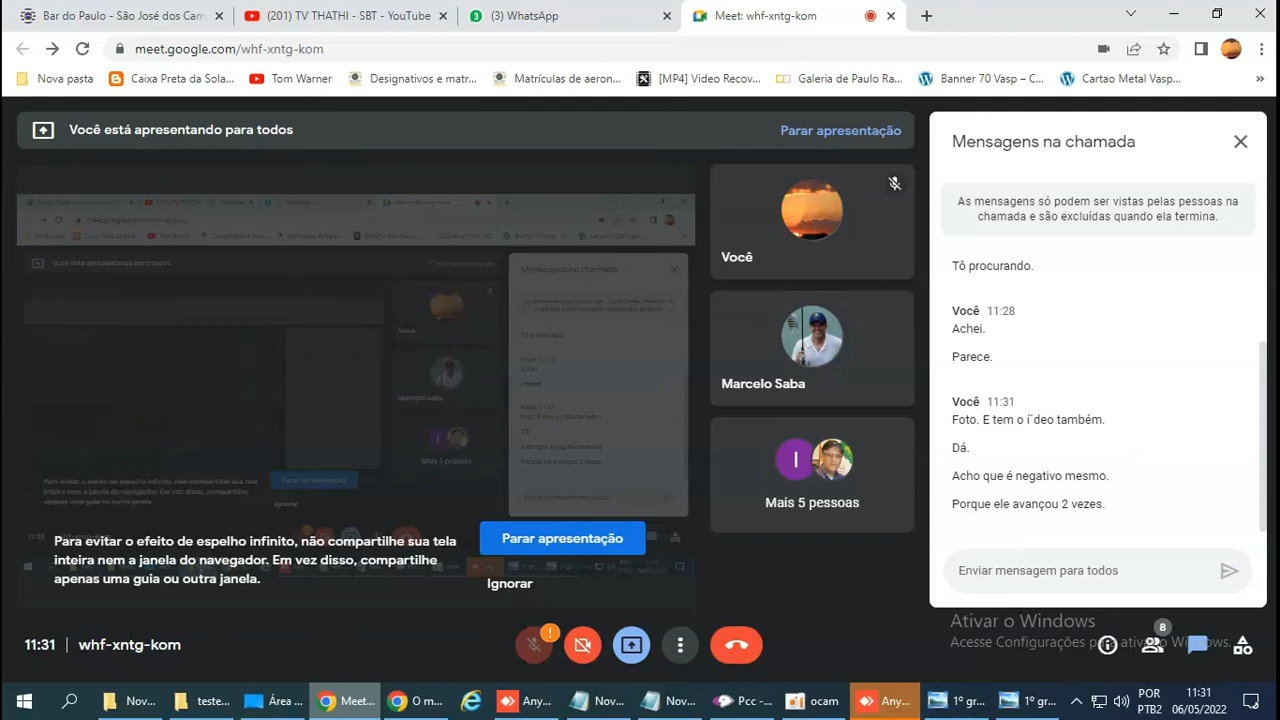 Bar do Paulo - São José dos Cam
(201) TV THATHI - SBT - YouTube
(3) WhatsApp
Meet: whf-xntg-kom
meet.google.com/whf-xntg-kom
Nova pasta
Caixa Preta da Sola...
Tom Warner
Designativos e matr...
Matrículas de aeron...
[MP4] Video Recov...
Galeria de Paulo Ra...
Banner 70 Vasp – C...
Cartao Metal Vasp...
»
Você está apresentando para todos
Parar apresentação
Você
Marcelo Saba
I
Mais 5 pessoas
Para evitar o efeito de espelho infinito, não compartilhe sua tela
inteira nem a janela do navegador. Em vez disso, compartilhe
apenas uma guia ou outra janela.
Parar apresentação
Ignorar
Mensagens na chamada
As mensagens só podem ser vistas pelas pessoas na
chamada e são excluídas quando ela termina.
Tô procurando.
Você 11:28
Achei.
Parece.
Você 11:31
Foto. E tem o í´deo também.
Dá.
Acho que é negativo mesmo.
Porque ele avançou 2 vezes.
Enviar mensagem para todos
Ativar o Windows
Acesse Configurações para ativar o Windows.
11:31 | whf-xntg-kom
8
Nov...
teste...
Área ...
Meet...
O m...
Any...
Nov...
Nov...
Pcc -...
ocam
Any...
1º gr...
1º gr...
POR
PTB2
11:31
06/05/2022